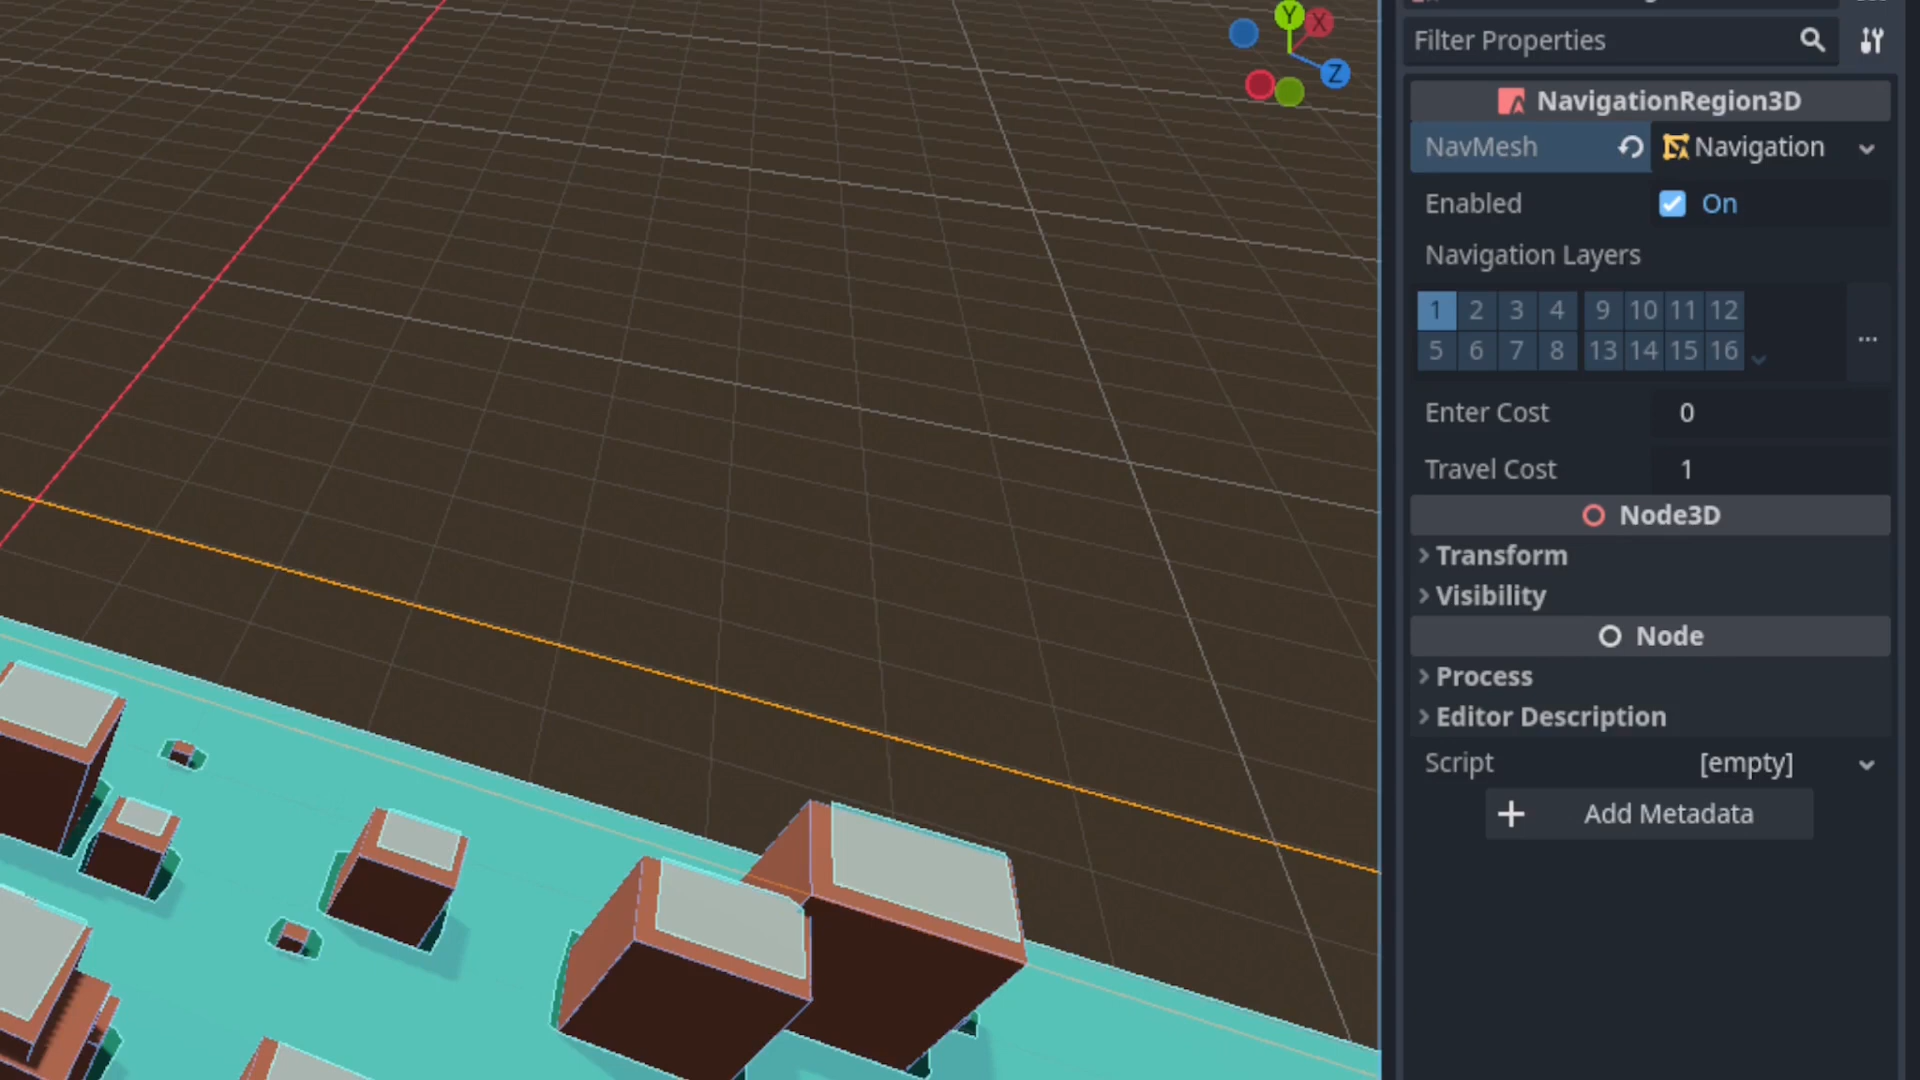 Y X
Z
Filter Properties
NavigationRegion3D
NavMesh Navigation
Enabled On
Navigation Layers
1 2 3 4 9 10 11 12
5 6 7 8 13 14 15 16
...
Enter Cost 0
Travel Cost 1
Node3D
Transform
Visibility
Node
Process
Editor Description
Script [empty]
+ Add Metadata